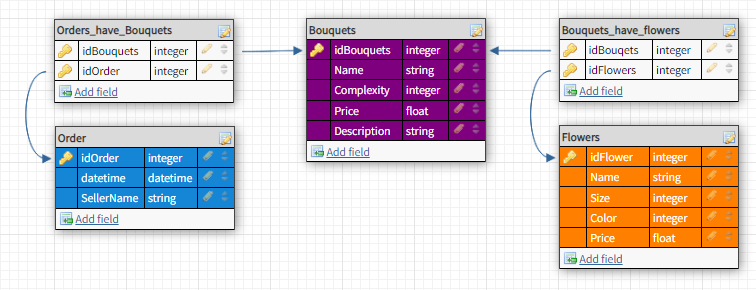 Orders_have_Bouquets
idBouquets integer
idOrder integer
Add field
Order
idOrder integer
datetime datetime
SellerName string
Add field
Bouquets
idBouquets integer
Name string
Complexity integer
Price float
Description string
Add field
Bouquets_have_flowers
idBouqets integer
idFlowers integer
Add field
Flowers
idFlower integer
Name string
Size integer
Color integer
Price float
Add field